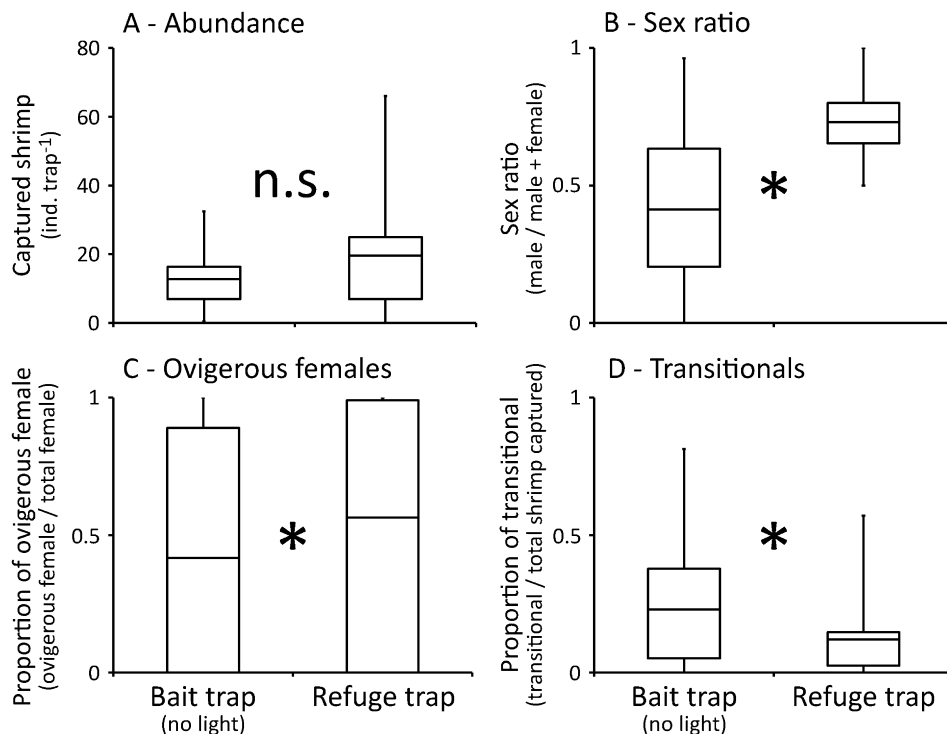 A - Abundance
80
60
40
20
0
Captured shrimp
(ind. trap⁻¹)
n.s.
B - Sex ratio
1
0.5
0
Sex ratio
(male / male + female)
*
C - Ovigerous females
1
0.5
0
Proportion of ovigerous female
(ovigerous female / total female)
*
Bait trap
(no light)
Refuge trap
D - Transitionals
1
0.5
0
Proportion of transitional
(transitional / total shrimp captured)
*
Bait trap
(no light)
Refuge trap